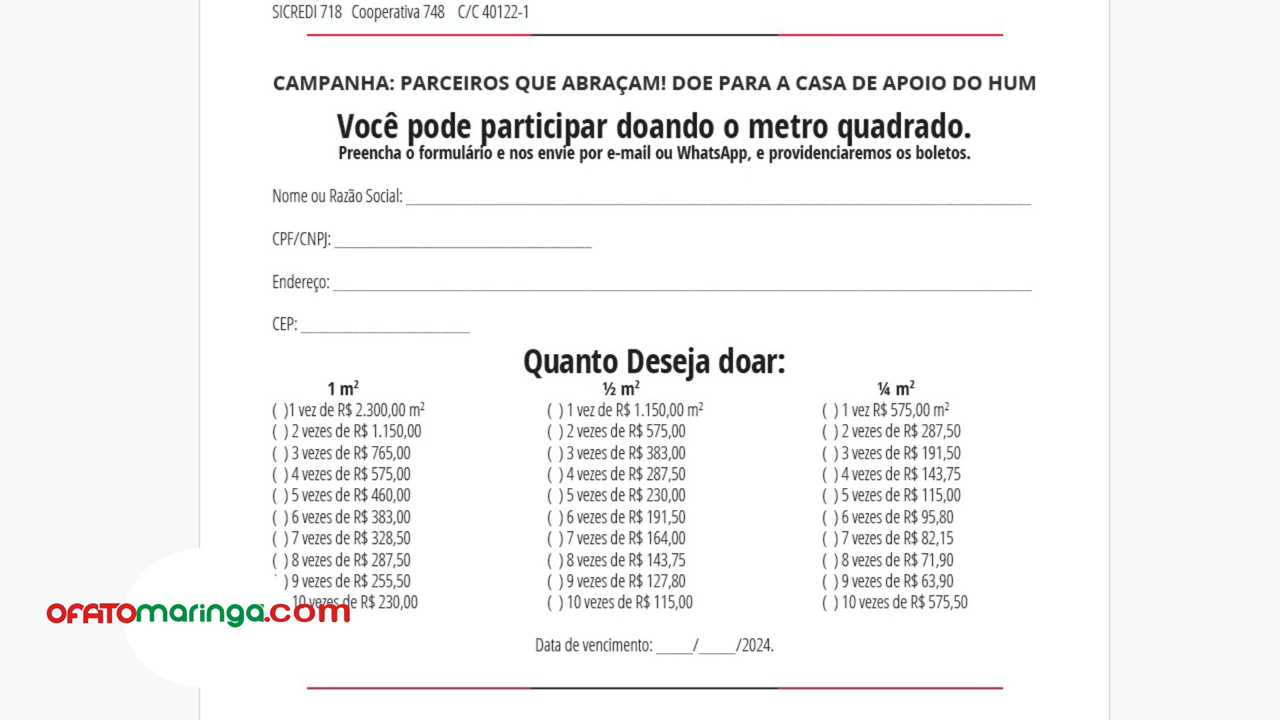 SICREDI 718 Cooperativa 748 C/C 40122-1
CAMPANHA: PARCEIROS QUE ABRAÇAM! DOE PARA A CASA DE APOIO DO HUM
Você pode participar doando o metro quadrado.
Preencha o formulário e nos envie por e-mail ou WhatsApp, e providenciaremos os boletos.
Nome ou Razão Social: ____________________
CPF/CNPJ: ____________________
Endereço: ____________________
CEP: ____________________
Quanto Deseja doar:
1 m² ½ m² ¼ m²
( )1 vez de R$ 2.300,00 m² ( ) 1 vez de R$ 1.150,00 m² ( ) 1 vez R$ 575,00 m²
( ) 2 vezes de R$ 1.150,00 ( ) 2 vezes de R$ 575,00 ( ) 2 vezes de R$ 287,50
( ) 3 vezes de R$ 765,00 ( ) 3 vezes de R$ 383,00 ( ) 3 vezes de R$ 191,50
( ) 4 vezes de R$ 575,00 ( ) 4 vezes de R$ 287,50 ( ) 4 vezes de R$ 143,75
( ) 5 vezes de R$ 460,00 ( ) 5 vezes de R$ 230,00 ( ) 5 vezes de R$ 115,00
( ) 6 vezes de R$ 383,00 ( ) 6 vezes de R$ 191,50 ( ) 6 vezes de R$ 95,80
( ) 7 vezes de R$ 328,50 ( ) 7 vezes de R$ 164,00 ( ) 7 vezes de R$ 82,15
( ) 8 vezes de R$ 287,50 ( ) 8 vezes de R$ 143,75 ( ) 8 vezes de R$ 71,90
) 9 vezes de R$ 255,50 ( ) 9 vezes de R$ 127,80 ( ) 9 vezes de R$ 63,90
10 vezes de R$ 230,00 ( ) 10 vezes de R$ 115,00 ( ) 10 vezes de R$ 575,50
OFATOmaringa.com
Data de vencimento: _____/_____/2024.